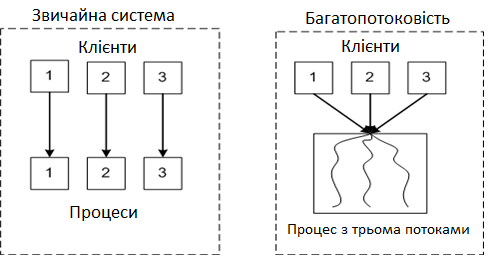 Звичайна система
Клієнти
1 2 3
1 2 3
Процеси
Багатопотоковість
Клієнти
1 2 3
Процес з трьома потоками